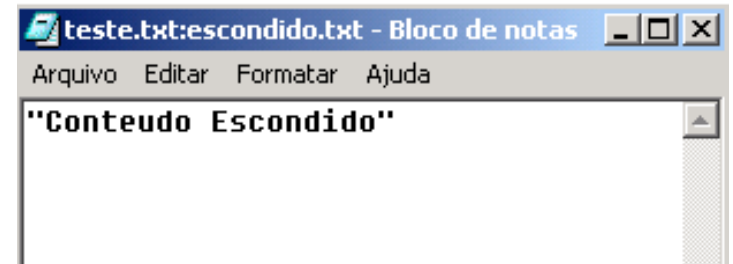 teste.txt:escondido.txt - Bloco de notas
Arquivo Editar Formatar Ajuda
"Conteudo Escondido"